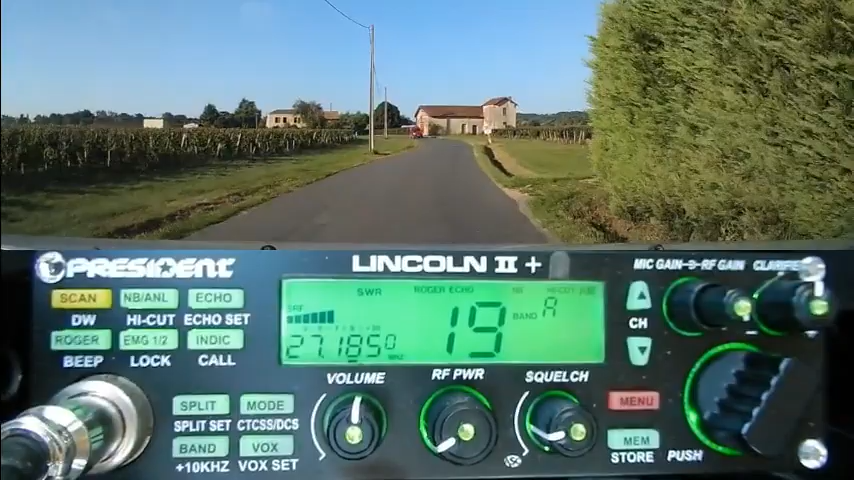 PRESIDENT
LINCOLN II +
MIC GAIN RF GAIN CLARIFIER
SCAN NB/ANL ECHO
DW HI-CUT ECHO SET
ROGER EMG 1/2 INDIC
BEEP LOCK CALL
SWR ROGER ECHO
19 BAND A
27.1850 MHz
CH
VOLUME RF PWR SQUELCH
SPLIT MODE
SPLIT SET CTCSS/DCS
BAND VOX
+10KHz VOX SET
MENU
MEM
STORE
PUSH